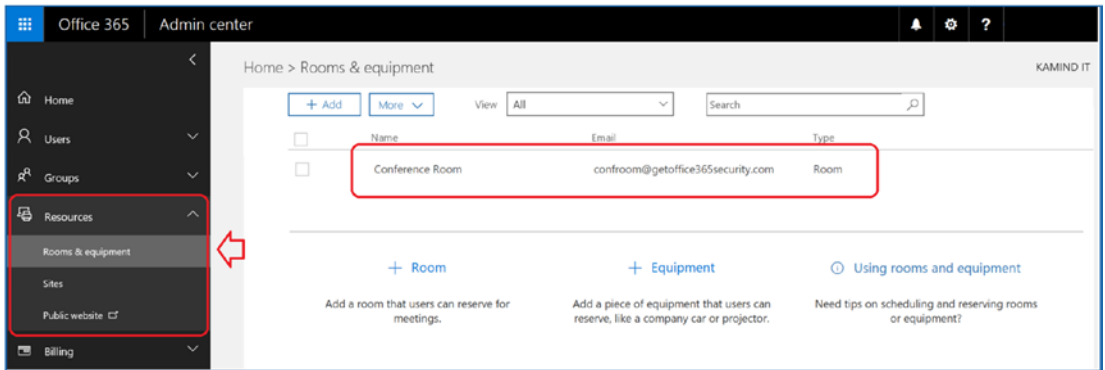 Office 365 Admin center ?
Home > Rooms & equipment KAMIND IT
Home
Users
Groups
Resources
Rooms & equipment
Sites
Public website
Billing
+ Add More View All Search
Name Email Type
Conference Room confroom@getoffice365security.com Room
+ Room
Add a room that users can reserve for
meetings.
+ Equipment
Add a piece of equipment that users can
reserve, like a company car or projector.
Using rooms and equipment
Need tips on scheduling and reserving rooms
or equipment?